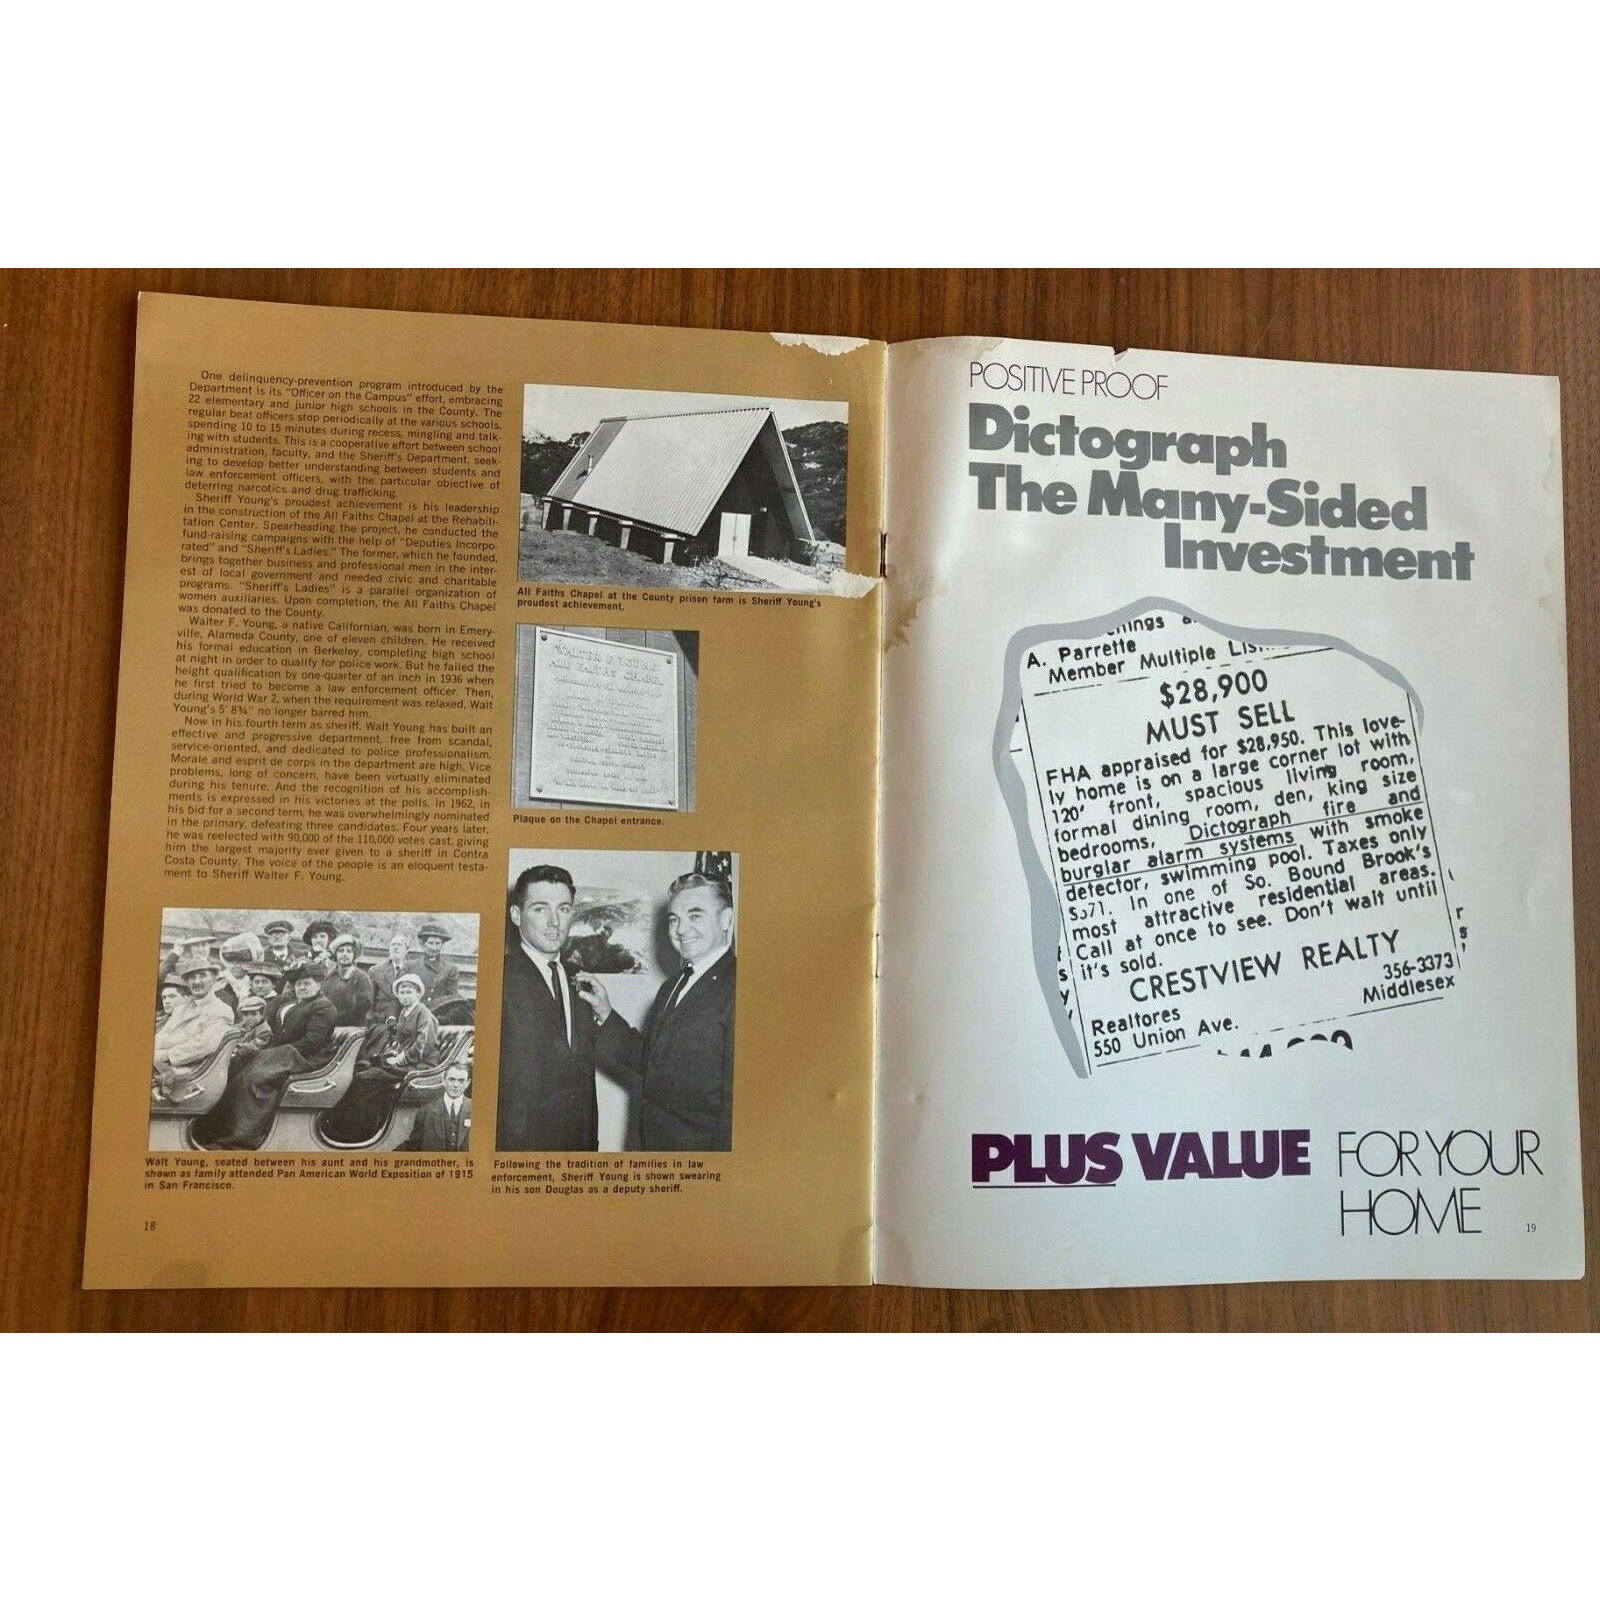 One delinquency-prevention program introduced by the
Department is its "Officer on the Campus" effort, embracing
22 elementary and junior high schools in the County. The
regular beat officers stop periodically at the various schools,
spending 10 to 15 minutes during recess, mingling and talk-
ing with students. This is a cooperative effort between school
administration, faculty, and the Sheriff's Department, seek-
ing to develop better understanding between students and
law enforcement officers, with the particular objective of
deterring narcotics and drug trafficking.
Sheriff Young's proudest achievement is his leadership
in the construction of the All Faiths Chapel at the Rehabili-
tation Center. Spearheading the project, he conducted the
fund-raising campaigns with the help of "Deputies Incorpo-
rated" and "Sheriff's Ladies." The former, which he founded,
brings together business and professional men in the inter-
est of local government and needed civic and charitable
programs. "Sheriff's Ladies" is a parallel organization of
women auxiliaries. Upon completion, the All Faiths Chapel
was donated to the County.
Walter F. Young, a native Californian, was born in Emery-
ville, Alameda County, one of eleven children. He received
his formal education in Berkeley, completing high school
at night in order to qualify for police work. But he failed the
height qualification by one-quarter of an inch in 1936 when
he first tried to become a law enforcement officer. Then,
during World War 2, when the requirement was relaxed, Walt
Young's 5' 8¾" no longer barred him.
Now in his fourth term as sheriff, Walt Young has built an
effective and progressive department, free from scandal,
service-oriented, and dedicated to police professionalism.
Morale and esprit de corps in the department are high. Vice
problems, long of concern, have been virtually eliminated
during his tenure. And the recognition of his accomplish-
ments is expressed in his victories at the polls. In 1962, in
his bid for a second term, he was overwhelmingly nominated
in the primary, defeating three candidates. Four years later,
he was reelected with 90,000 of the 110,000 votes cast, giving
him the largest majority ever given to a sheriff in Contra
Costa County. The voice of the people is an eloquent testa-
ment to Sheriff Walter F. Young.
Walt Young, seated between his aunt and his grandmother, is
shown as family attended Pan American World Exposition of 1915
in San Francisco.
18
All Faiths Chapel at the County prison farm is Sheriff Young's
proudest achievement.
WALTER F. YOUNG
ALL FAITHS CHAPEL
Plaque on the Chapel entrance.
Following the tradition of families in law
enforcement, Sheriff Young is shown swearing
in his son Douglas as a deputy sheriff.
POSITIVE PROOF
Dictograph
The Many-Sided
Investment
A. Parrette
Member Multiple
$28,900
MUST SELL
FHA appraised for $28,950. This love-
ly home is on a large corner lot with
120' front, spacious living room,
formal dining room, den, king size
bedrooms, Dictograph fire and
burglar alarm systems with smoke
detector, swimming pool. Taxes only
In one of So. Bound Brook's
most attractive residential areas.
Call at once to see. Don't wait until
it's sold.
CRESTVIEW REALTY
356-3373
Realtores
Middlesex
550 Union Ave.
PLUS VALUE FOR YOUR
HOME
19